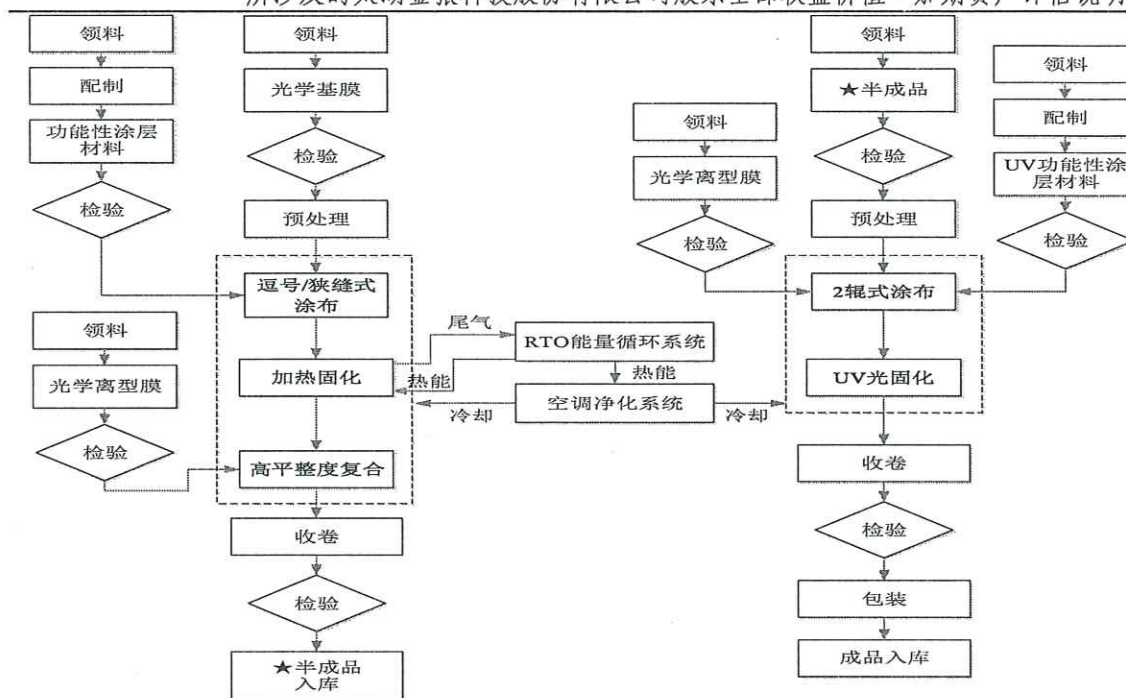 领料
配制
功能性涂层
材料
检验
领料
光学基膜
检验
预处理
逗号/狭缝式
涂布
加热固化
高平整度复合
收卷
检验
★半成品
入库
领料
光学离型膜
检验
尾气
RTO能量循环系统
热能
热能
空调净化系统
冷却
冷却
领料
光学离型膜
检验
领料
★半成品
检验
预处理
2辊式涂布
UV光固化
收卷
检验
包装
成品入库
领料
配制
UV功能性涂
层材料
检验